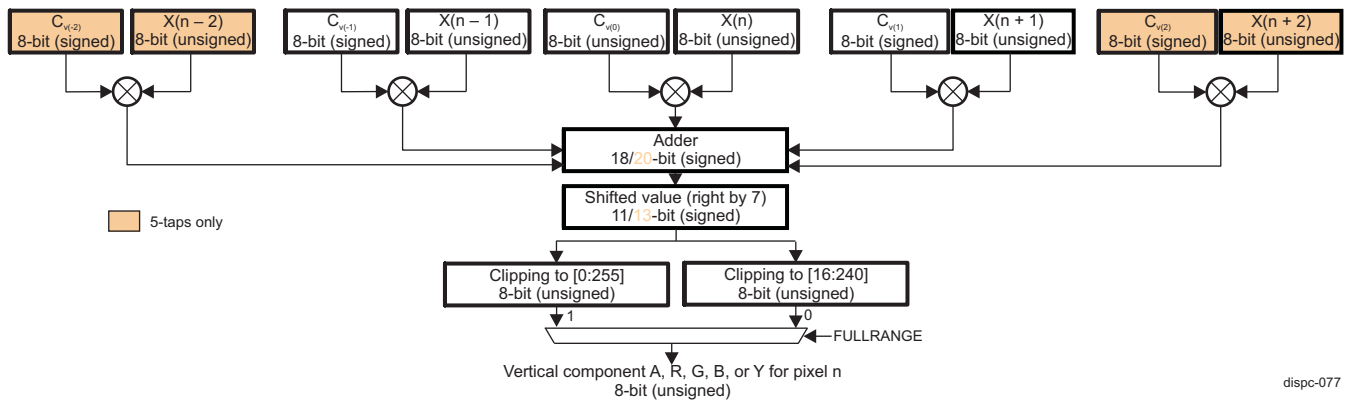 Cv(-2) X(n – 2) Cv(-1) X(n – 1) Cv(0) X(n) Cv(1) X(n + 1) Cv(2) X(n + 2)
8-bit (signed) 8-bit (unsigned) 8-bit (signed) 8-bit (unsigned) 8-bit (signed) 8-bit (unsigned) 8-bit (signed) 8-bit (unsigned) 8-bit (signed) 8-bit (unsigned)
Adder
18/20-bit (signed)
Shifted value (right by 7)
11/13-bit (signed)
5-taps only
Clipping to [0:255] Clipping to [16:240]
8-bit (unsigned) 8-bit (unsigned)
1 0
FULLRANGE
Vertical component A, R, G, B, or Y for pixel n
8-bit (unsigned)
dispc-077